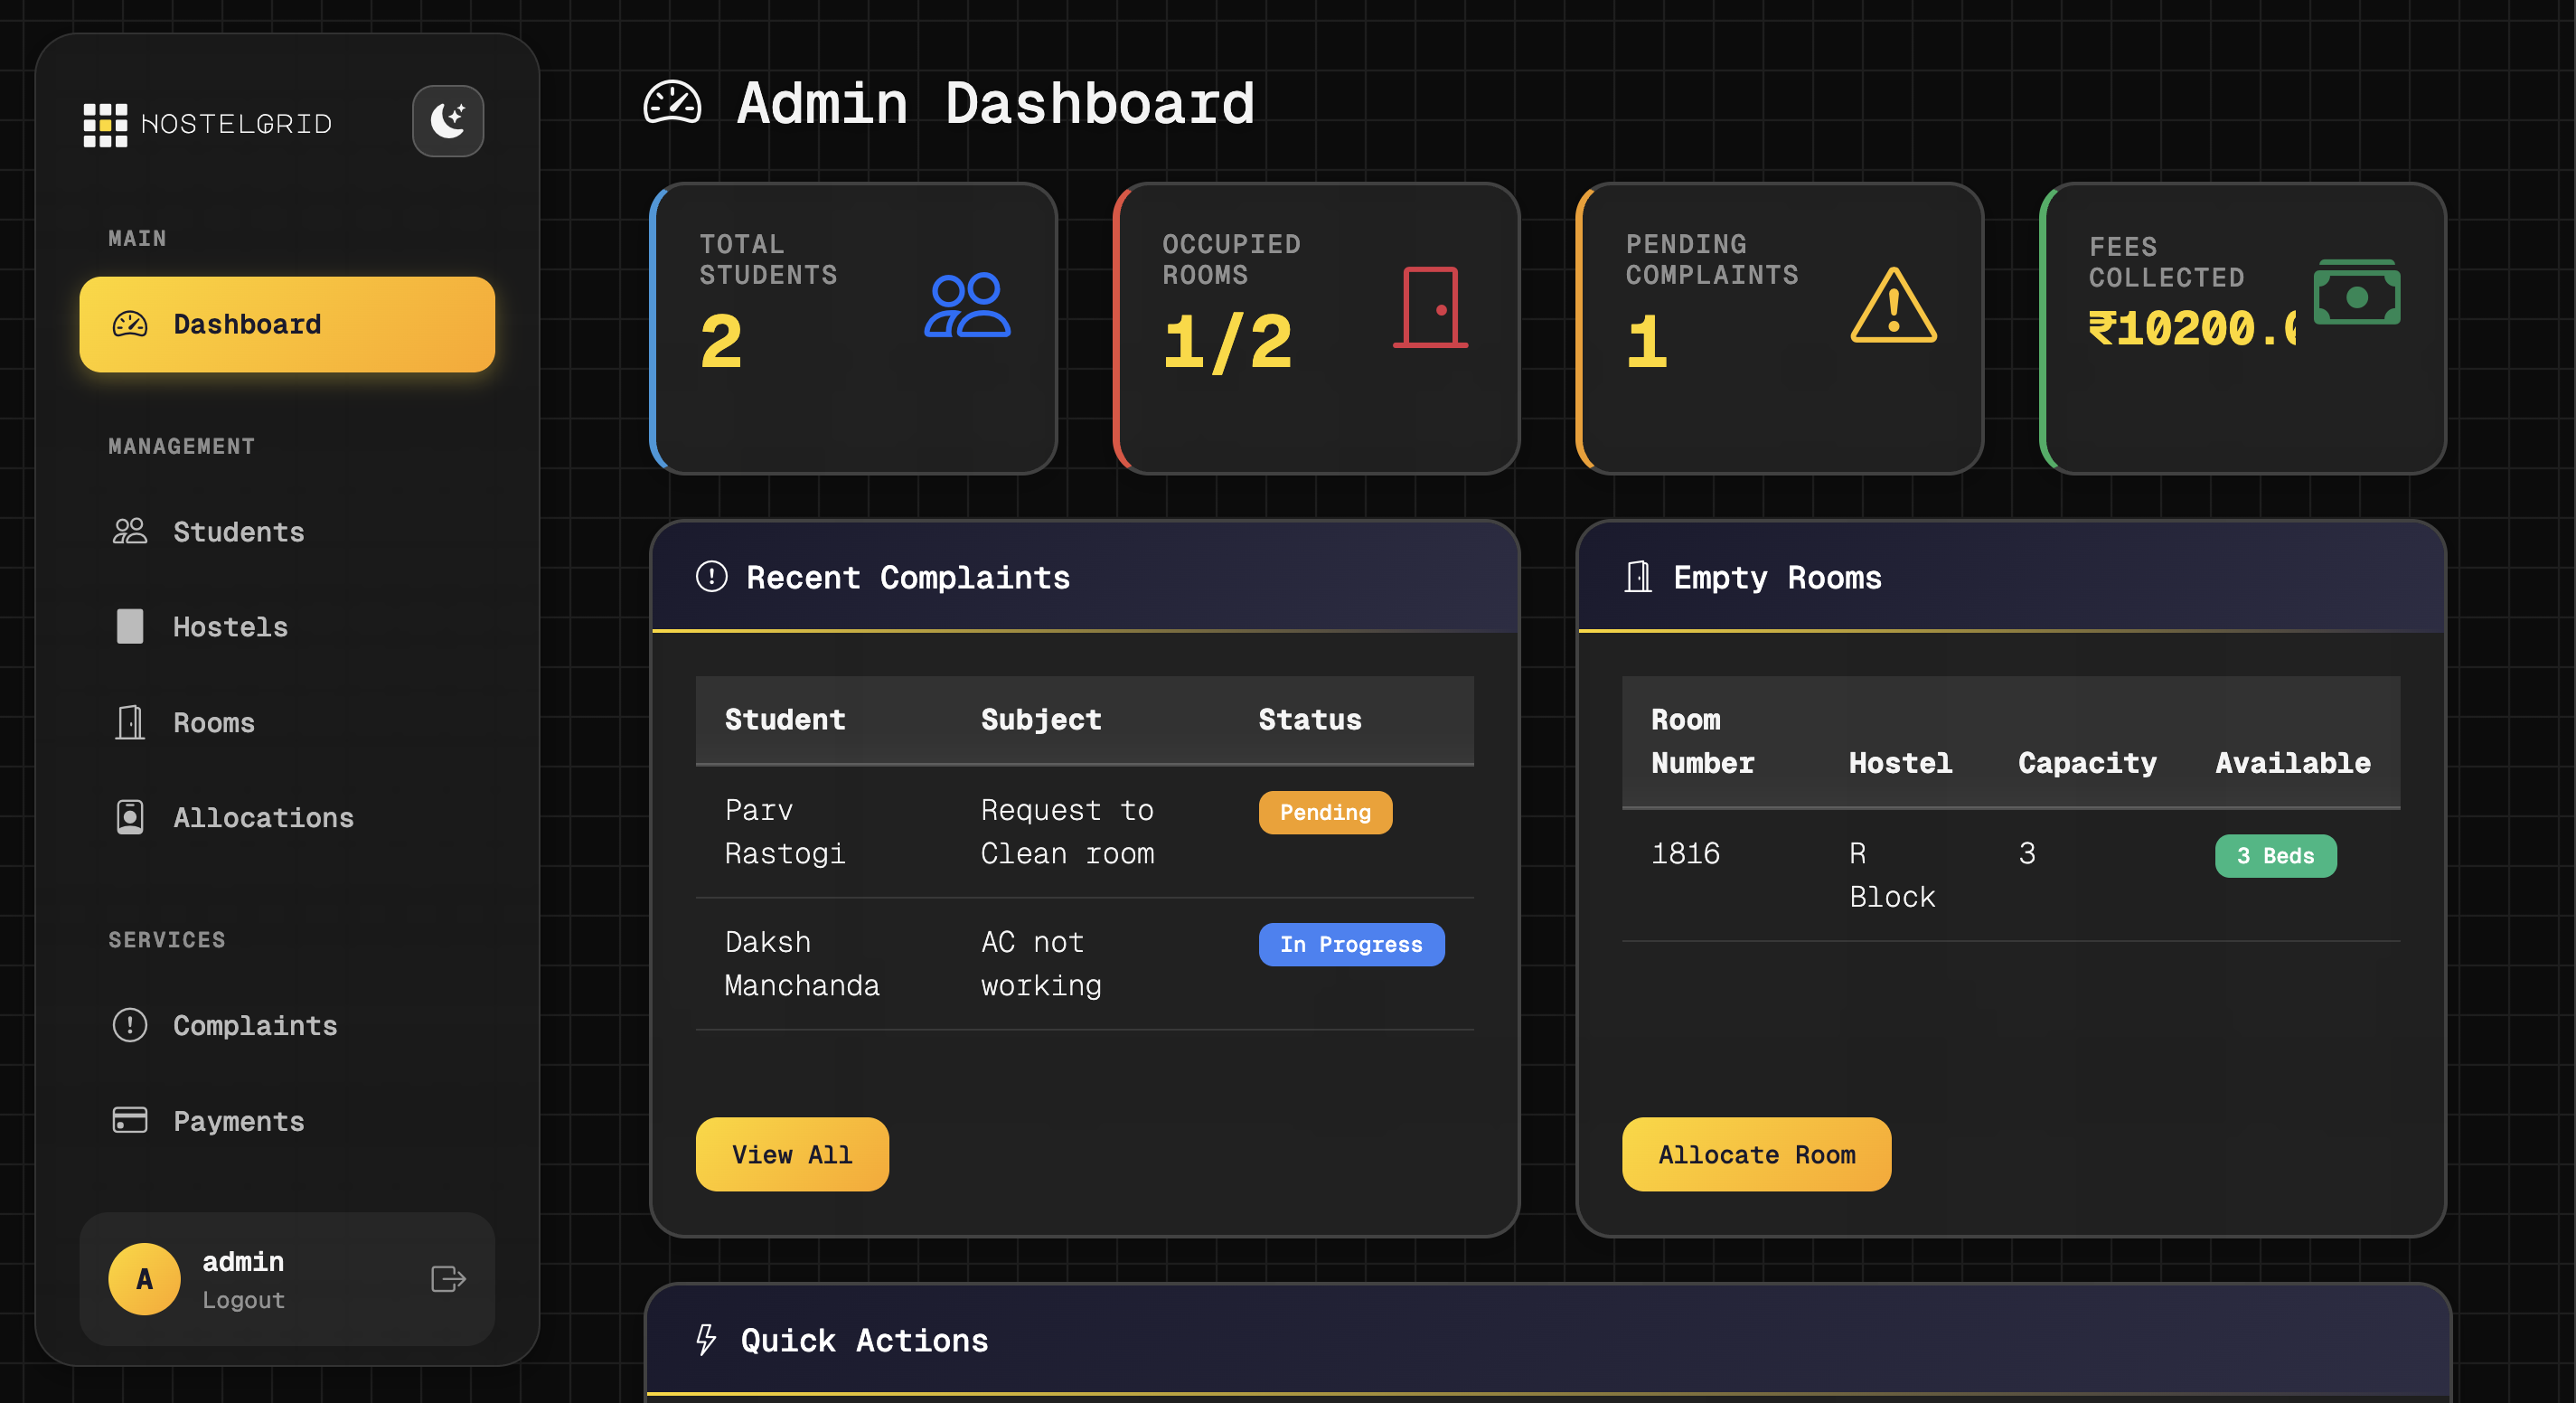 HOSTELGRID
MAIN
Dashboard
MANAGEMENT
Students
Hostels
Rooms
Allocations
SERVICES
Complaints
Payments
A
admin
Logout
Admin Dashboard
TOTAL
STUDENTS
2
OCCUPIED
ROOMS
1/2
PENDING
COMPLAINTS
1
FEES
COLLECTED
₹10200.0
Recent Complaints
Student Subject Status
Parv Request to Pending
Rastogi Clean room
Daksh AC not In Progress
Manchanda working
View All
Empty Rooms
Room
Number Hostel Capacity Available
1816 R 3 3 Beds
Block
Allocate Room
Quick Actions